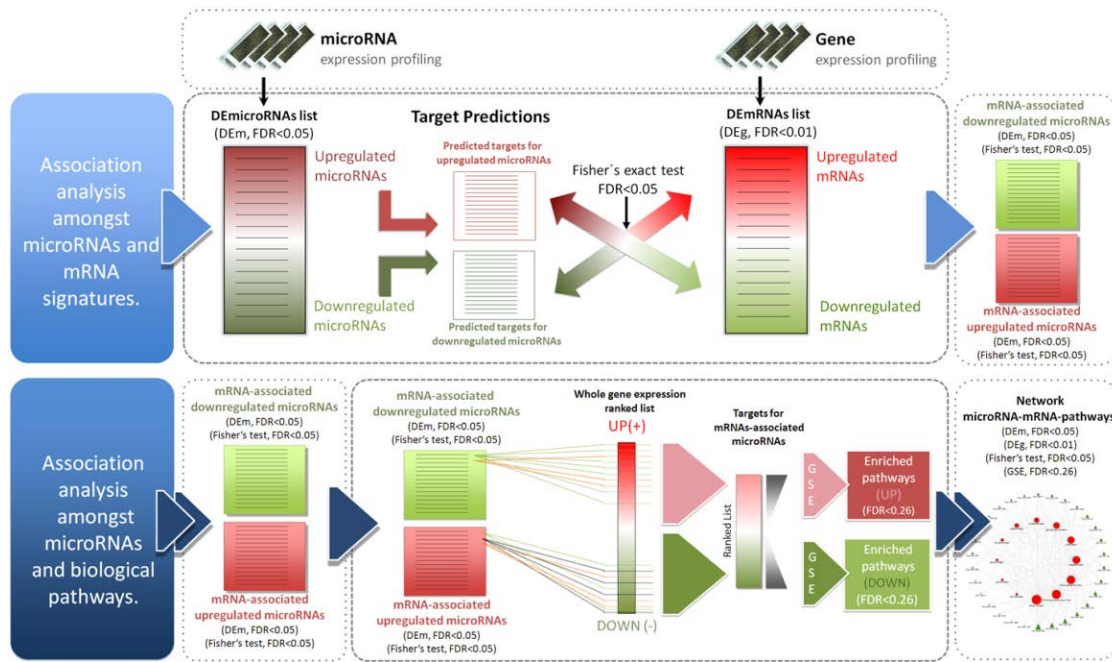 microRNA
expression profiling
Gene
expression profiling
Association
analysis
amongst
microRNAs and
mRNA
signatures.
DEmicroRNAs list
(DEm, FDR<0.05)
Upregulated
microRNAs
Downregulated
microRNAs
Target Predictions
Predicted targets for
upregulated microRNAs
Predicted targets for
downregulated microRNAs
Fisher´s exact test
FDR<0.05
DEmRNAs list
(DEg, FDR<0.01)
Upregulated
mRNAs
Downregulated
mRNAs
mRNA-associated
downregulated microRNAs
(DEm, FDR<0.05)
(Fisher's test, FDR<0.05)
mRNA-associated
upregulated microRNAs
(DEm, FDR<0.05)
(Fisher's test, FDR<0.05)
Association
analysis
amongst
microRNAs
and biological
pathways.
mRNA-associated
downregulated microRNAs
(DEm, FDR<0.05)
(Fisher's test, FDR<0.05)
mRNA-associated
upregulated microRNAs
(DEm, FDR<0.05)
(Fisher's test, FDR<0.05)
mRNA-associated
downregulated microRNAs
(DEm, FDR<0.05)
(Fisher's test, FDR<0.05)
mRNA-associated
upregulated microRNAs
(DEm, FDR<0.05)
(Fisher's test, FDR<0.05)
Whole gene expression
ranked list
UP(+)
DOWN (-)
Targets for
mRNAs-associated
microRNAs
Ranked List
GSE
Enriched
pathways
(UP)
(FDR<0.26)
GSE
Enriched
pathways
(DOWN)
(FDR<0.26)
Network
microRNA-mRNA-pathways
(DEm, FDR<0.05)
(DEg, FDR<0.01)
(Fisher's test, FDR<0.05)
(GSE, FDR<0.26)